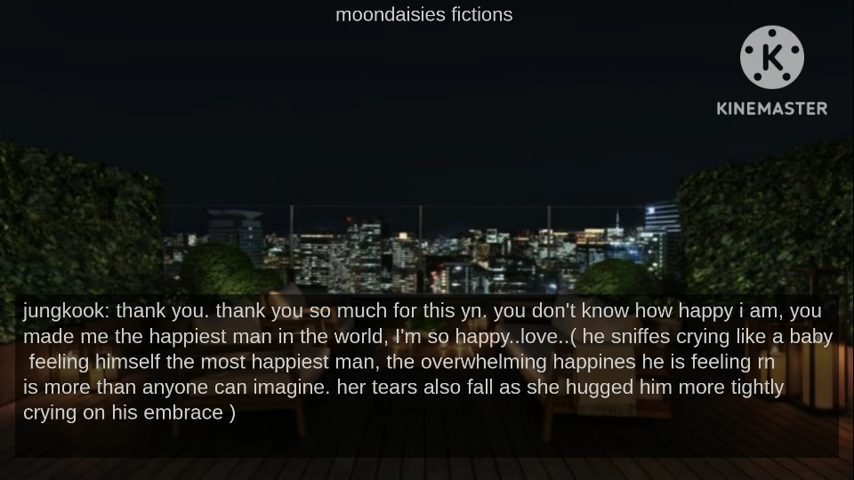 moondaisies fictions
K
KINEMASTER
jungkook: thank you. thank you so much for this yn. you don't know how happy i am, you
made me the happiest man in the world, I'm so happy..love..( he sniffes crying like a baby
feeling himself the most happiest man, the overwhelming happines he is feeling rn
is more than anyone can imagine. her tears also fall as she hugged him more tightly
crying on his embrace )